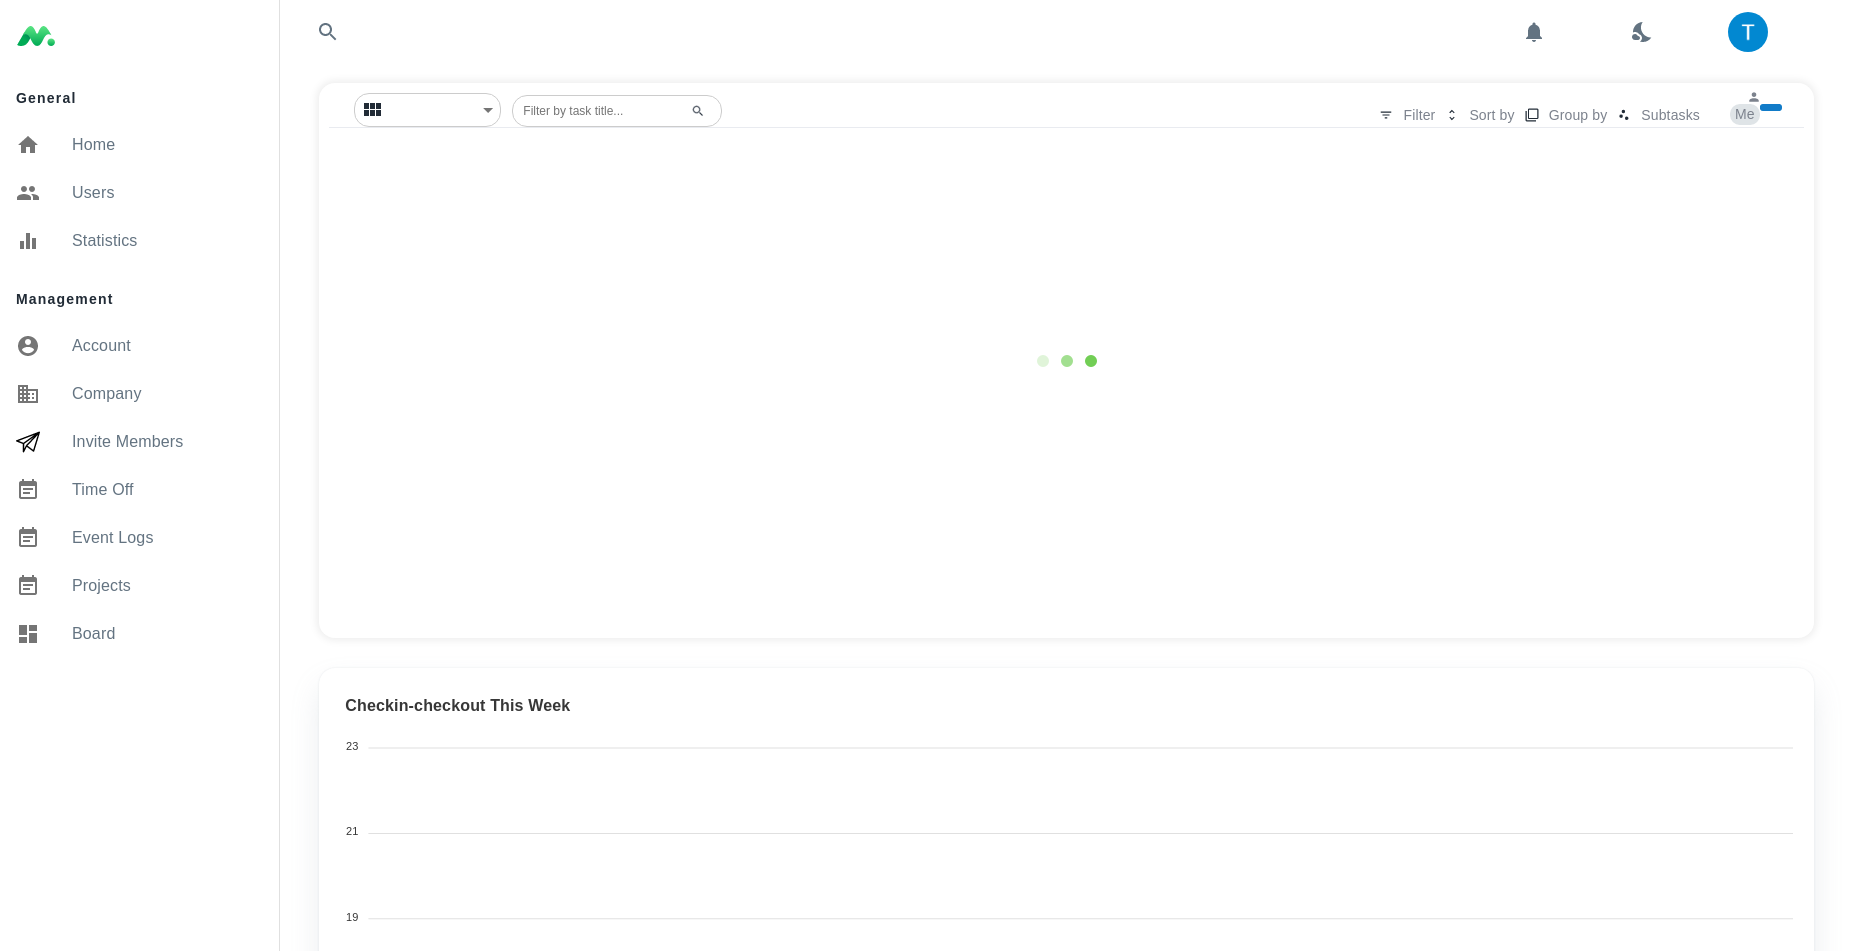 General
Home
Users
Statistics
Management
Account
Company
Invite Members
Time Off
Event Logs
Projects
Board
T
Filter by task title...
Filter
Sort by
Group by
Subtasks
Me
Checkin-checkout This Week
23
21
19